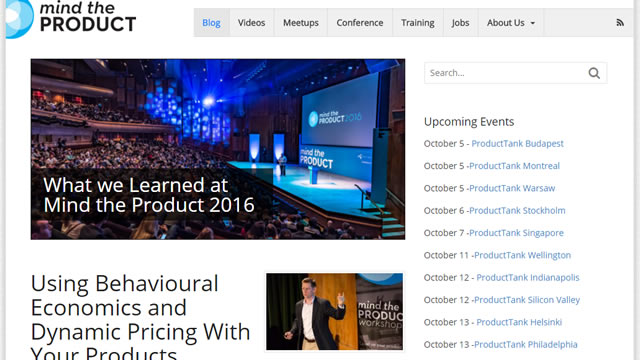 mind the
PRODUCT
Blog
Videos
Meetups
Conference
Training
Jobs
About Us
mind the
PRODUCT2016
mind the
PRODUCT
What we Learned at
Mind the Product 2016
Search...
Upcoming Events
October 5 - ProductTank Budapest
October 5 -ProductTank Montreal
October 5 -ProductTank Warsaw
October 6 -ProductTank Stockholm
October 7 -ProductTank Singapore
October 11 -ProductTank Wellington
October 12 - ProductTank Indianapolis
October 12 -ProductTank Silicon Valley
October 13 - ProductTank Helsinki
October 13 -ProductTank Philadelphia
Using Behavioural
Economics and
Dynamic Pricing With
Your Products
mind the
PRODUCT
workshop